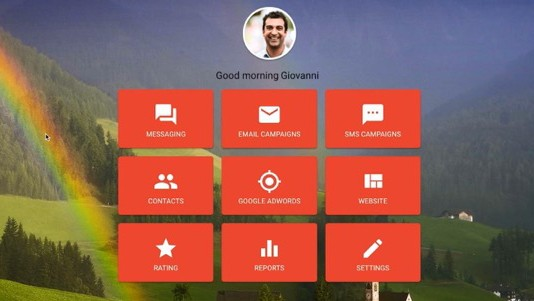 Good morning Giovanni
MESSAGING
EMAIL CAMPAIGNS
SMS CAMPAIGNS
CONTACTS
GOOGLE ADWORDS
WEBSITE
RATING
REPORTS
SETTINGS